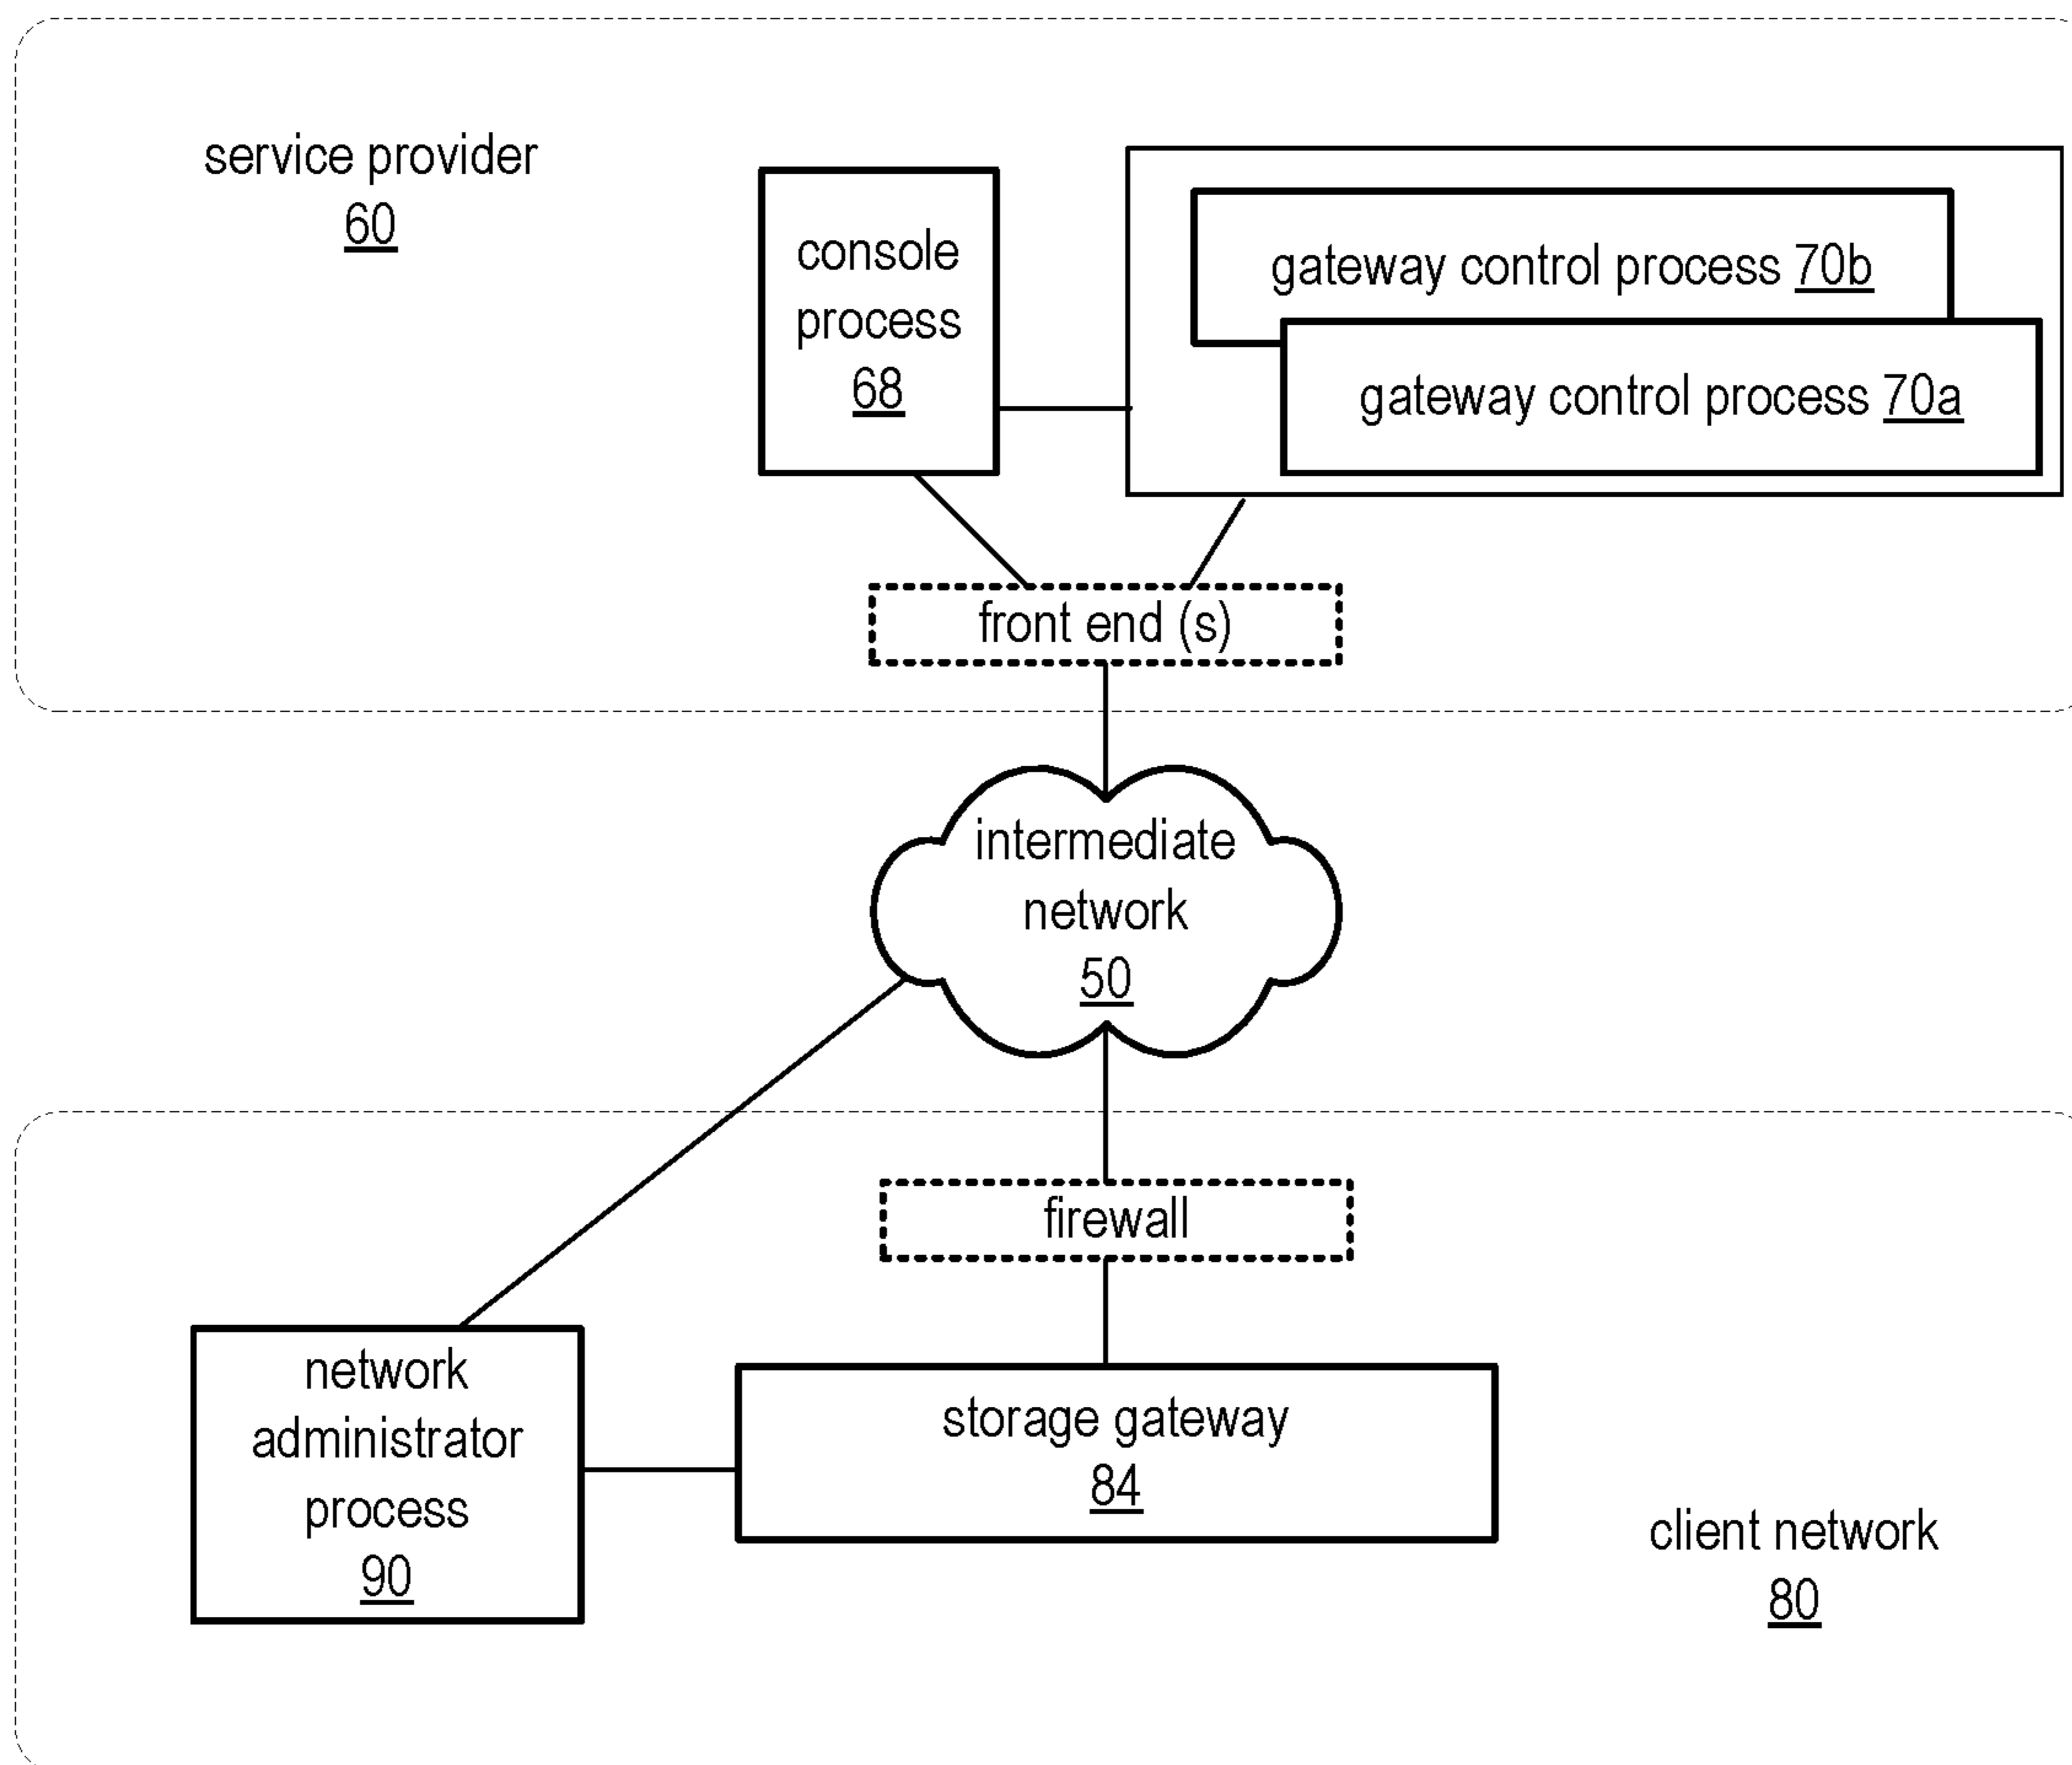 service provider
60
console
process
68
gateway control process 70b
gateway control process 70a
front end (s)
intermediate
network
50
firewall
network
administrator
process
90
storage gateway
84
client network
80